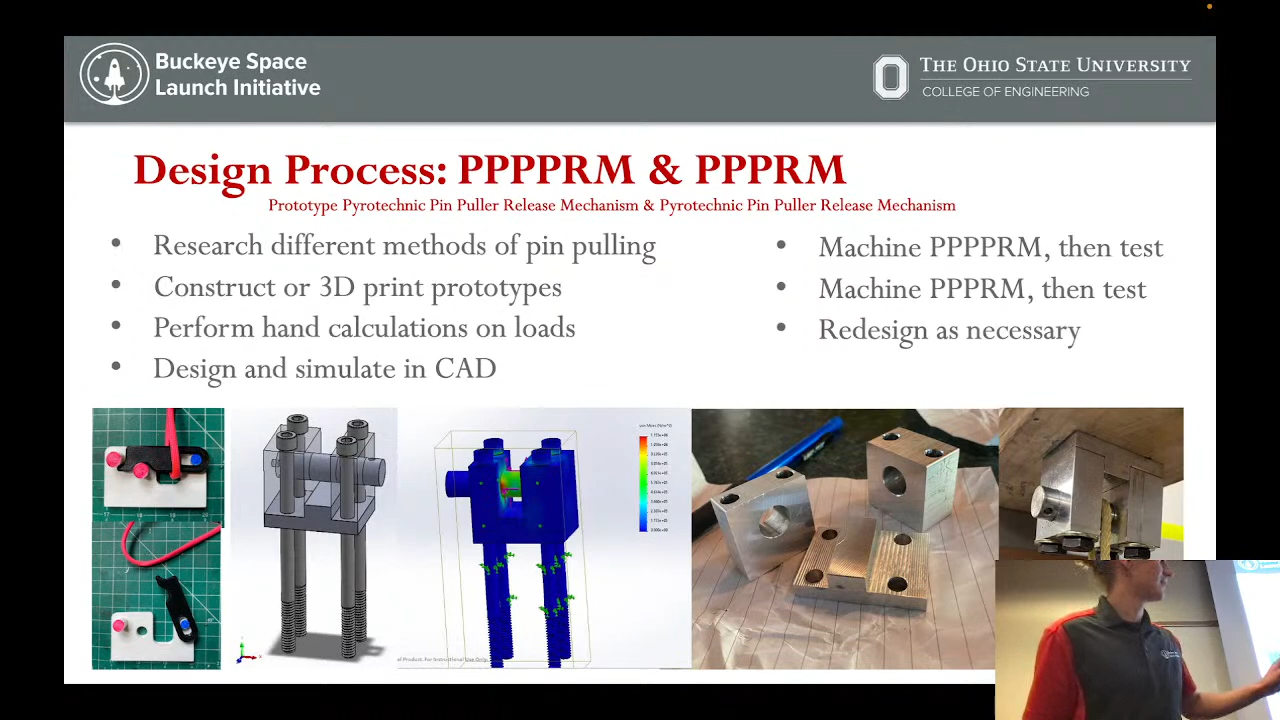 Buckeye Space
Launch Initiative
THE OHIO STATE UNIVERSITY
COLLEGE OF ENGINEERING
Design Process: PPPPRM & PPPRM
Prototype Pyrotechnic Pin Puller Release Mechanism & Pyrotechnic Pin Puller Release Mechanism
• Research different methods of pin pulling
• Construct or 3D print prototypes
• Perform hand calculations on loads
• Design and simulate in CAD
• Machine PPPPRM, then test
• Machine PPPRM, then test
• Redesign as necessary